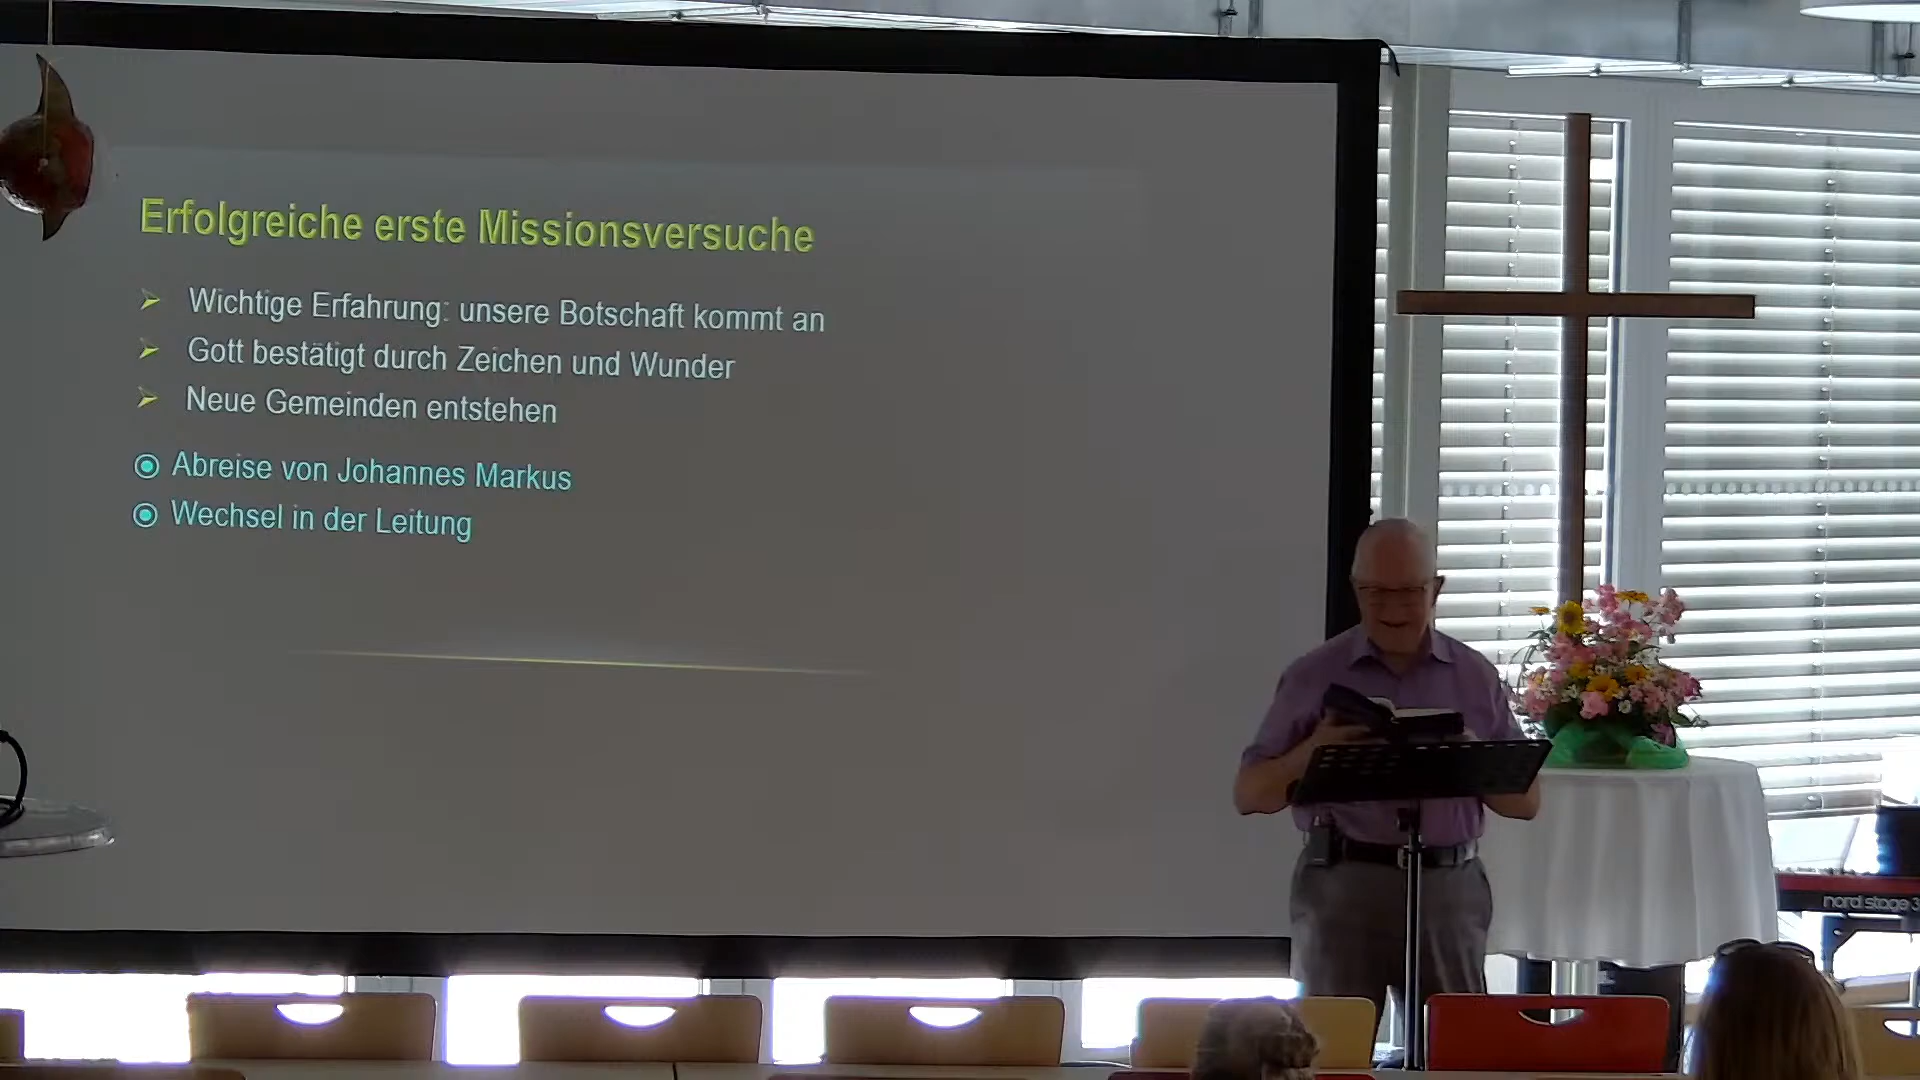 Erfolgreiche erste Missionsversuche
Wichtige Erfahrung: unsere Botschaft kommt an
Gott bestätigt durch Zeichen und Wunder
Neue Gemeinden entstehen
Abreise von Johannes Markus
Wechsel in der Leitung
nord stage 3